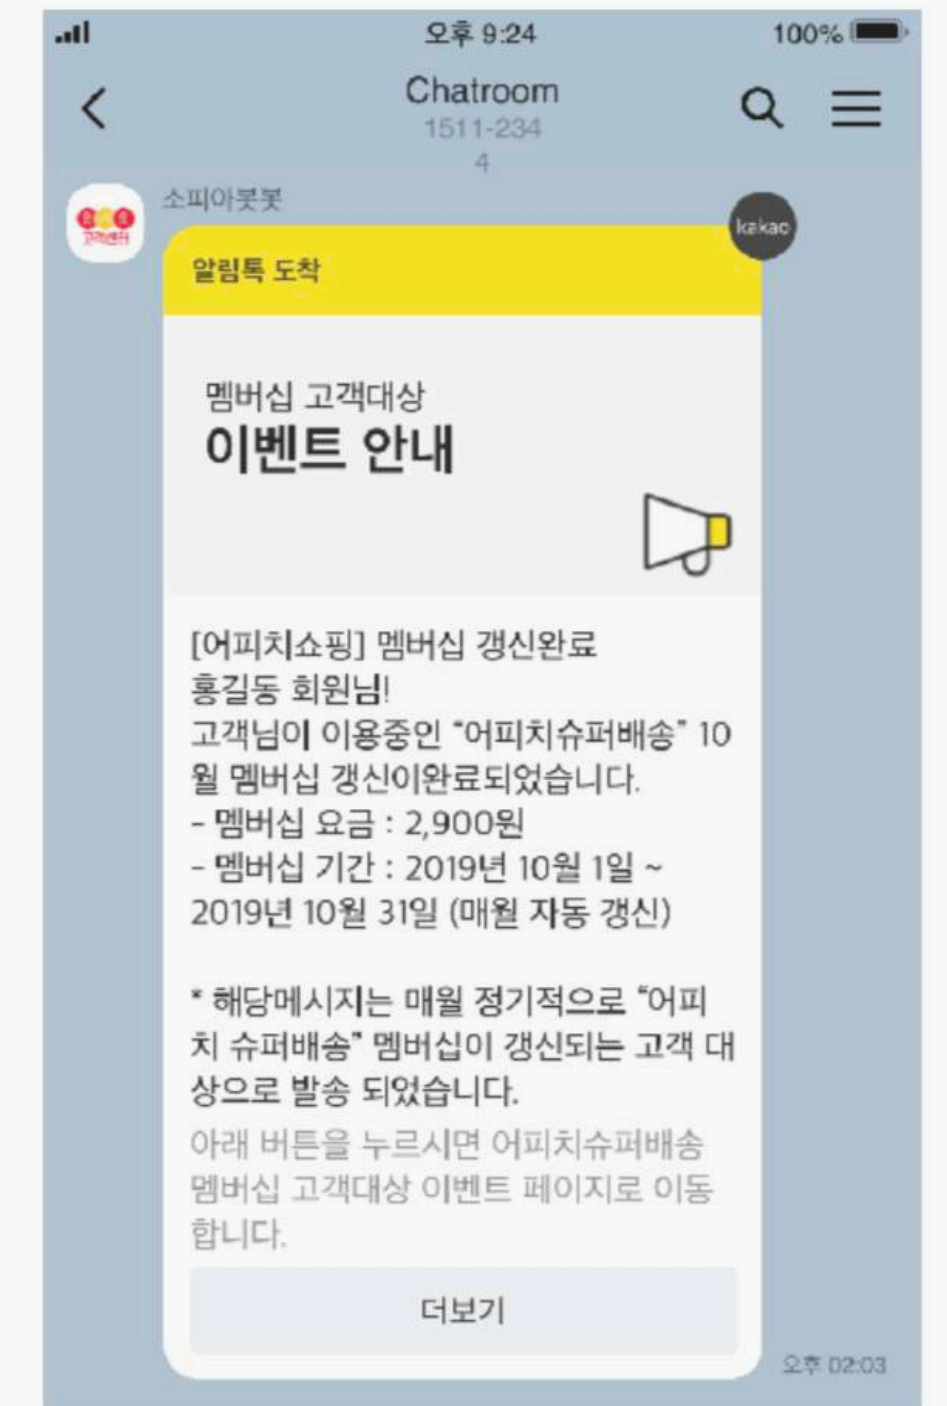 오후 9:24
100%
Chatroom
1511-234
4
소피아봇봇
고객센터
kakao
알림톡 도착
멤버십 고객대상
이벤트 안내
[어피치쇼핑] 멤버십 갱신완료
홍길동 회원님!
고객님이 이용중인 “어피치슈퍼배송” 10
월 멤버십 갱신이완료되었습니다.
- 멤버십 요금 : 2,900원
- 멤버십 기간 : 2019년 10월 1일 ~
2019년 10월 31일 (매월 자동 갱신)
* 해당메시지는 매월 정기적으로 “어피
치 슈퍼배송” 멤버십이 갱신되는 고객 대
상으로 발송 되었습니다.
아래 버튼을 누르시면 어피치슈퍼배송
멤버십 고객대상 이벤트 페이지로 이동
합니다.
더보기
오후 02:03